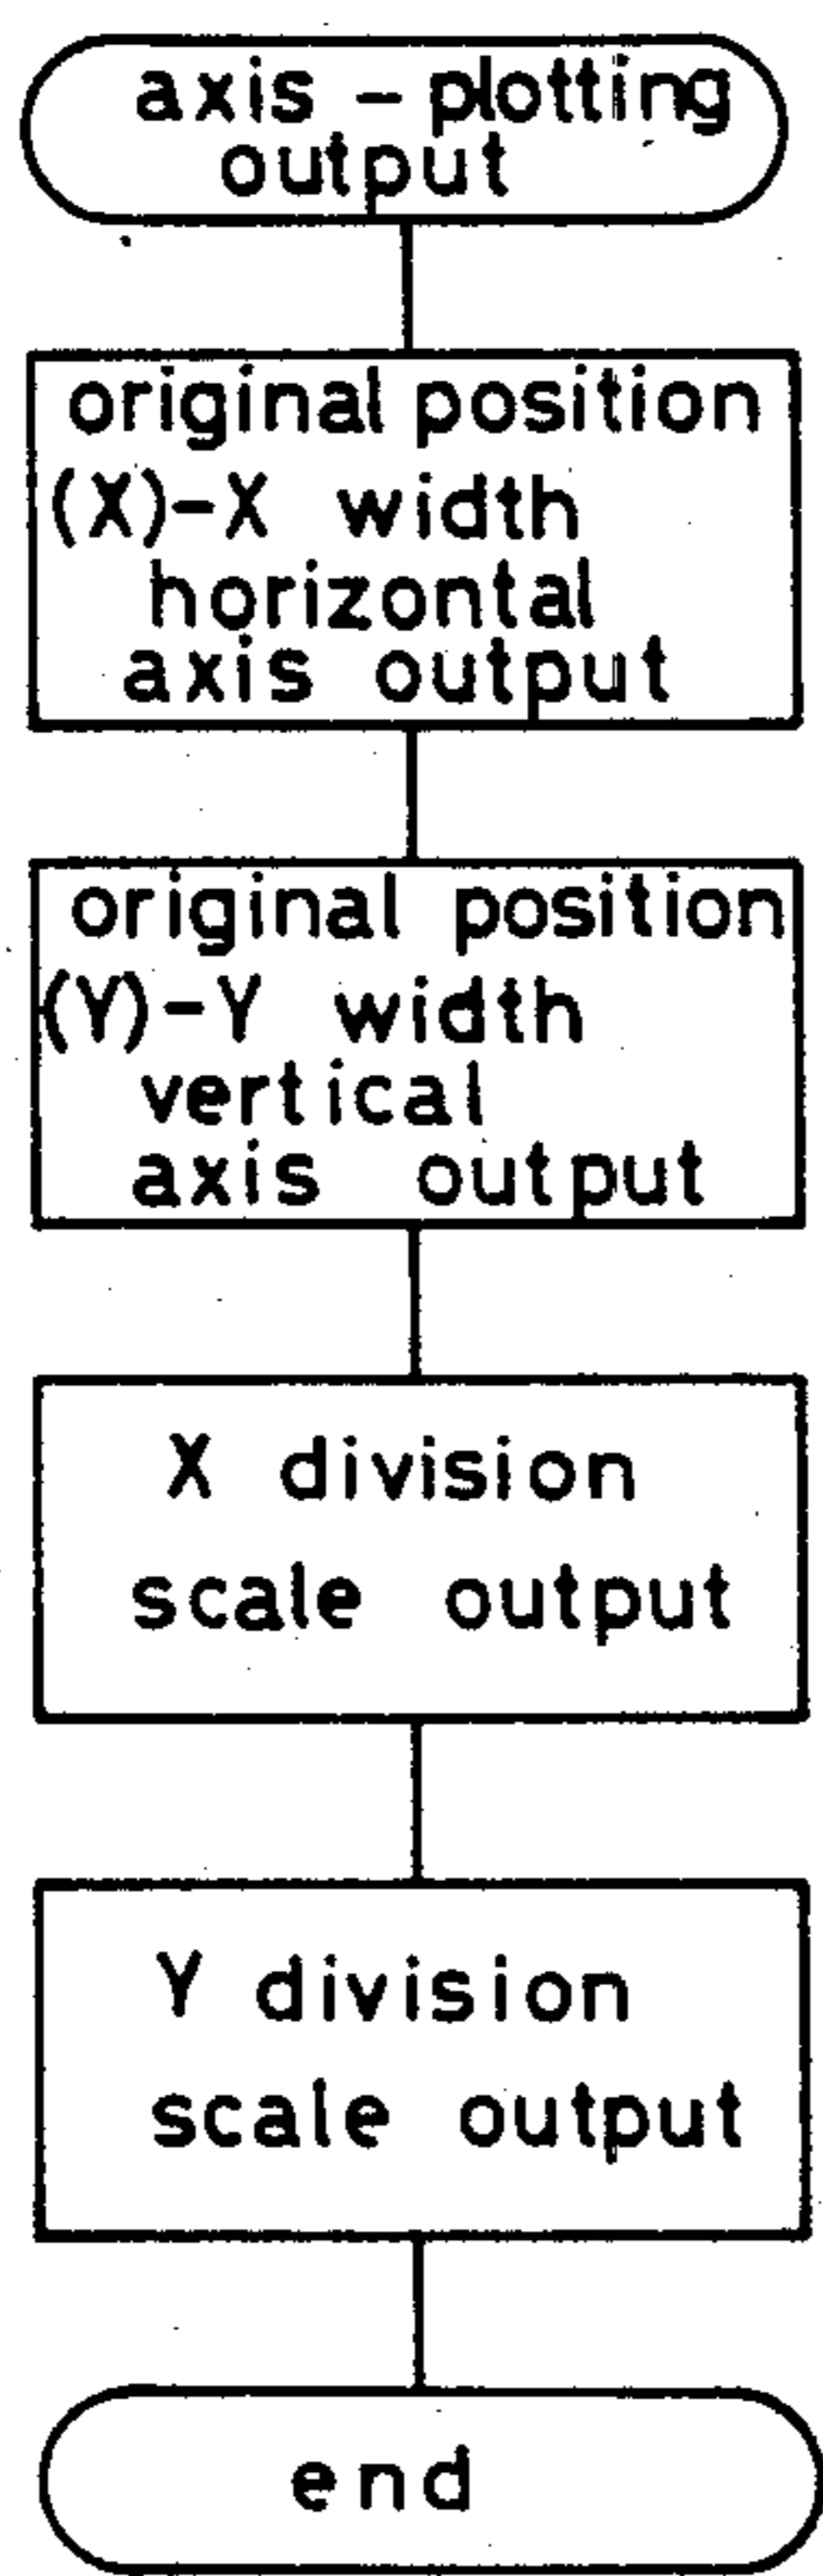 axis - plotting
output
original position
(X)-X width
horizontal
axis output
original position
(Y)-Y width
vertical
axis output
X division
scale output
Y division
scale output
end